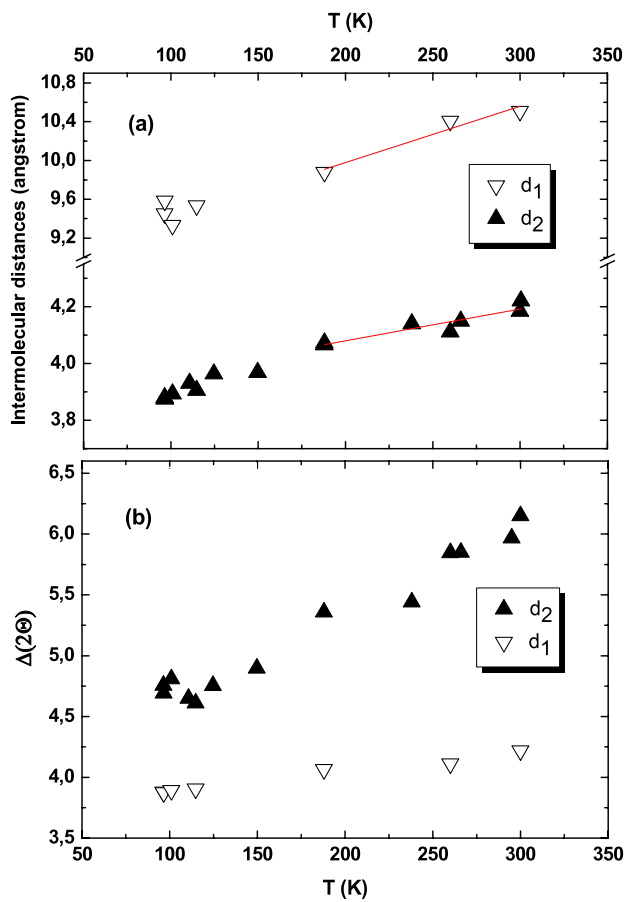 T (K)
50 100 150 200 250 300 350
10,8
10,4
10,0
9,6
9,2
4,2
4,0
3,8
Intermolecular distances (angstrom)
(a)
d1
d2
6,5
6,0
5,5
5,0
4,5
4,0
3,5
Δ(2Θ)
(b)
d2
d1
50 100 150 200 250 300 350
T (K)